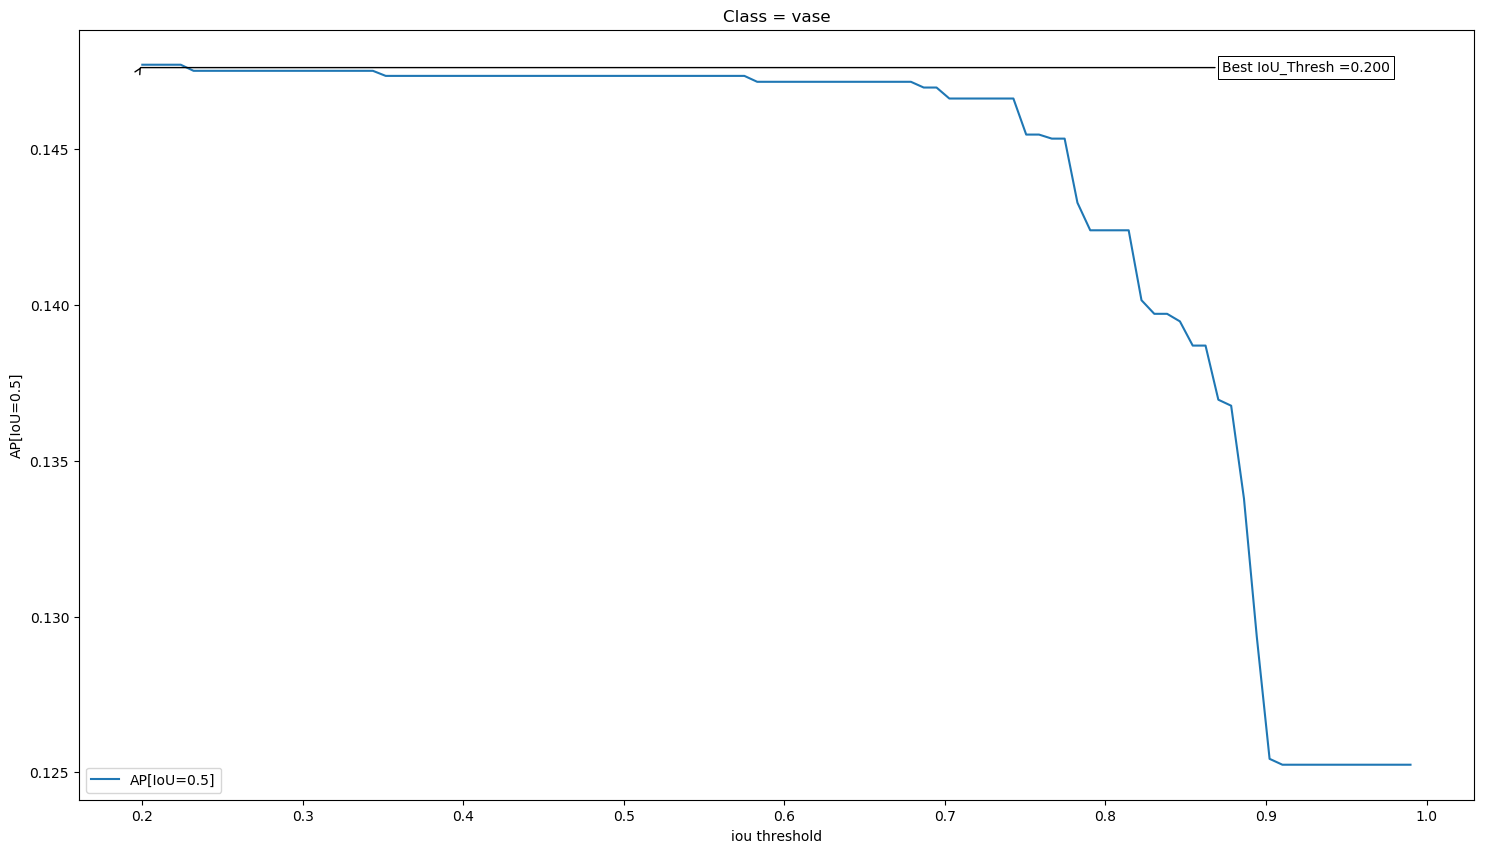 Class = vase
Best IoU_Thresh =0.200
0.145
0.140
0.135
0.130
0.125
AP[IoU=0.5]
AP[IoU=0.5]
0.2 0.3 0.4 0.5 0.6 0.7 0.8 0.9 1.0
iou threshold